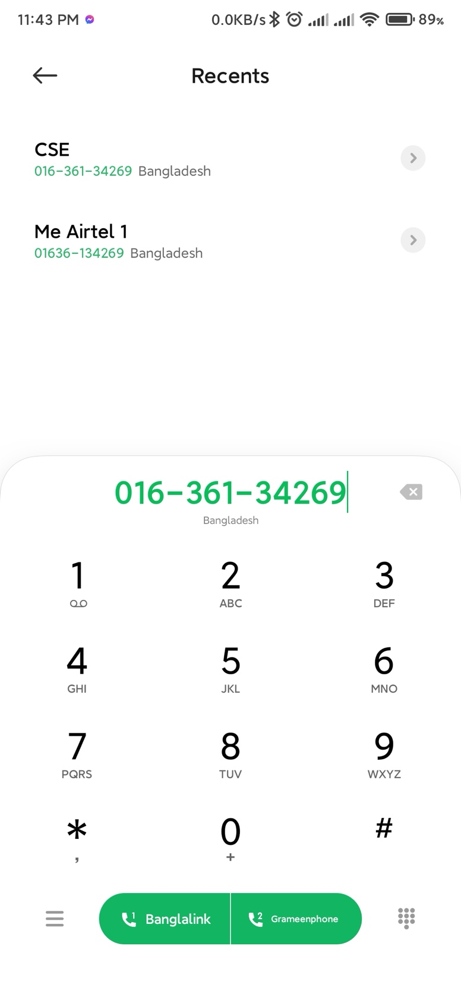 11:43 PM 0.0KB/s 89%
Recents
CSE
016-361-34269 Bangladesh
Me Airtel 1
01636-134269 Bangladesh
016-361-34269
Bangladesh
1 2 3
ABC DEF
4 5 6
GHI JKL MNO
7 8 9
PQRS TUV WXYZ
* 0 #
, +
1 Banglalink 2 Grameenphone